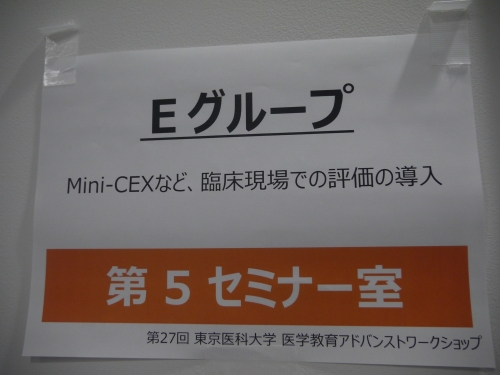 E グループ
Mini-CEXなど、臨床現場での評価の導入
第 5 セミナー室
第27回 東京医科大学 医学教育アドバンストワークショップ